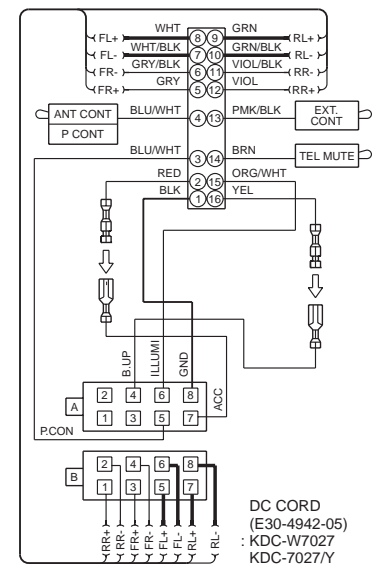 WHT 8 9 GRN
FL+ RL+
WHT/BLK 7 10 GRN/BLK
FL- RL-
GRY/BLK 6 11 VIOL/BLK
FR- RR-
GRY 5 12 VIOL
FR+ RR+
ANT CONT BLU/WHT 4 13 PMK/BLK EXT. CONT
P CONT
BLU/WHT 3 14 BRN TEL MUTE
RED 2 15 ORG/WHT
BLK 1 16 YEL
B.UP ILLUMI GND ACC
A 2 4 6 8
1 3 5 7
P.CON
B 2 4 6 8
1 3 5 7
RR+ RR- FR+ FR- FL+ FL- RL+ RL-
DC CORD
(E30-4942-05)
: KDC-W7027
KDC-7027/Y